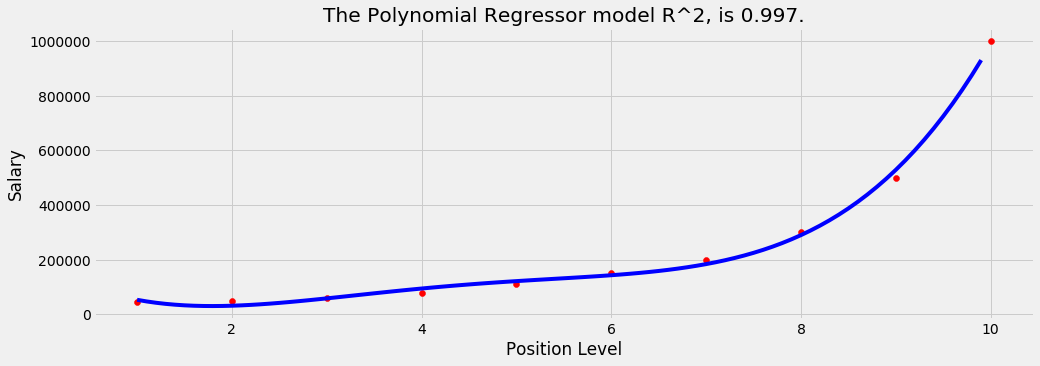 The Polynomial Regressor model R^2, is 0.997.
1000000
800000
600000
400000
200000
0
Salary
2 4 6 8 10
Position Level